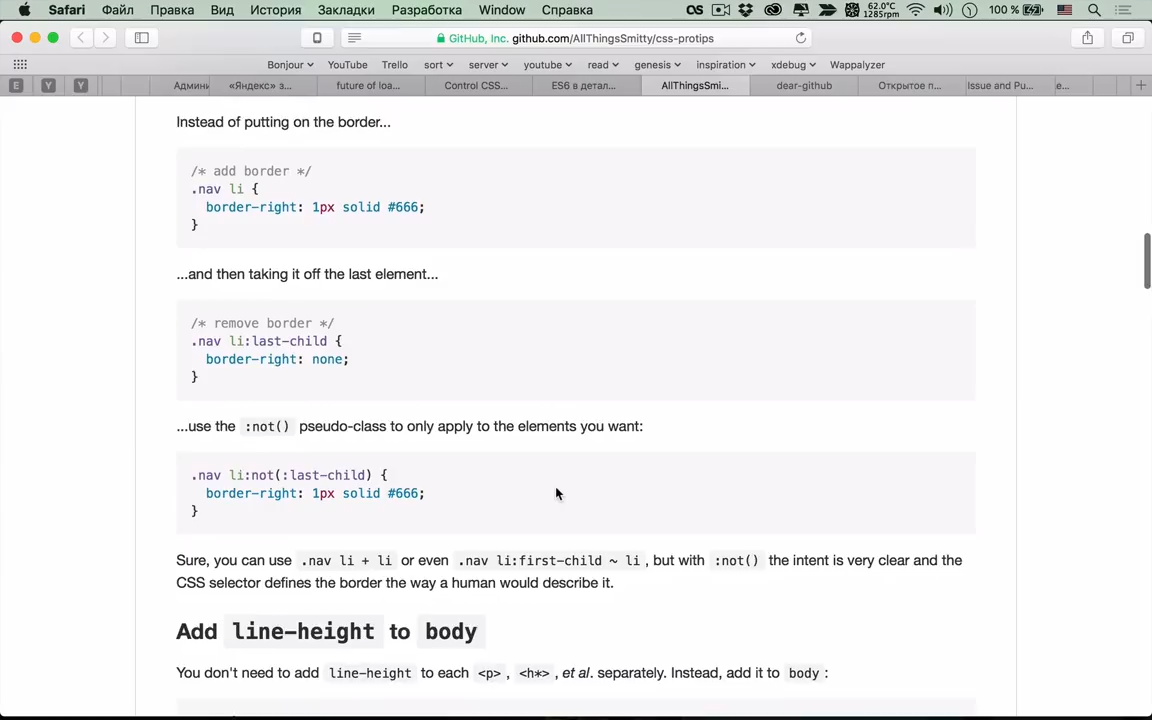 Safari Файл Правка Вид История Закладки Разработка Window Справка 62.0°C 1285rpm 100 %
GitHub, Inc. github.com/AllThingsSmitty/css-protips
Bonjour YouTube Trello sort server youtube read genesis inspiration xdebug Wappalyzer
E Y Y Админи «Яндекс» з... future of loa... Control CSS... ES6 в детал... AllThingsSmi... dear-github Открытое п... Issue and Pu... e...
Instead of putting on the border...
/* add border */
.nav li {
border-right: 1px solid #666;
}
...and then taking it off the last element...
/* remove border */
.nav li:last-child {
border-right: none;
}
...use the :not() pseudo-class to only apply to the elements you want:
.nav li:not(:last-child) {
border-right: 1px solid #666;
}
Sure, you can use .nav li + li or even .nav li:first-child ~ li , but with :not() the intent is very clear and the
CSS selector defines the border the way a human would describe it.
Add line-height to body
You don't need to add line-height to each <p> , <h*> , et al. separately. Instead, add it to body :